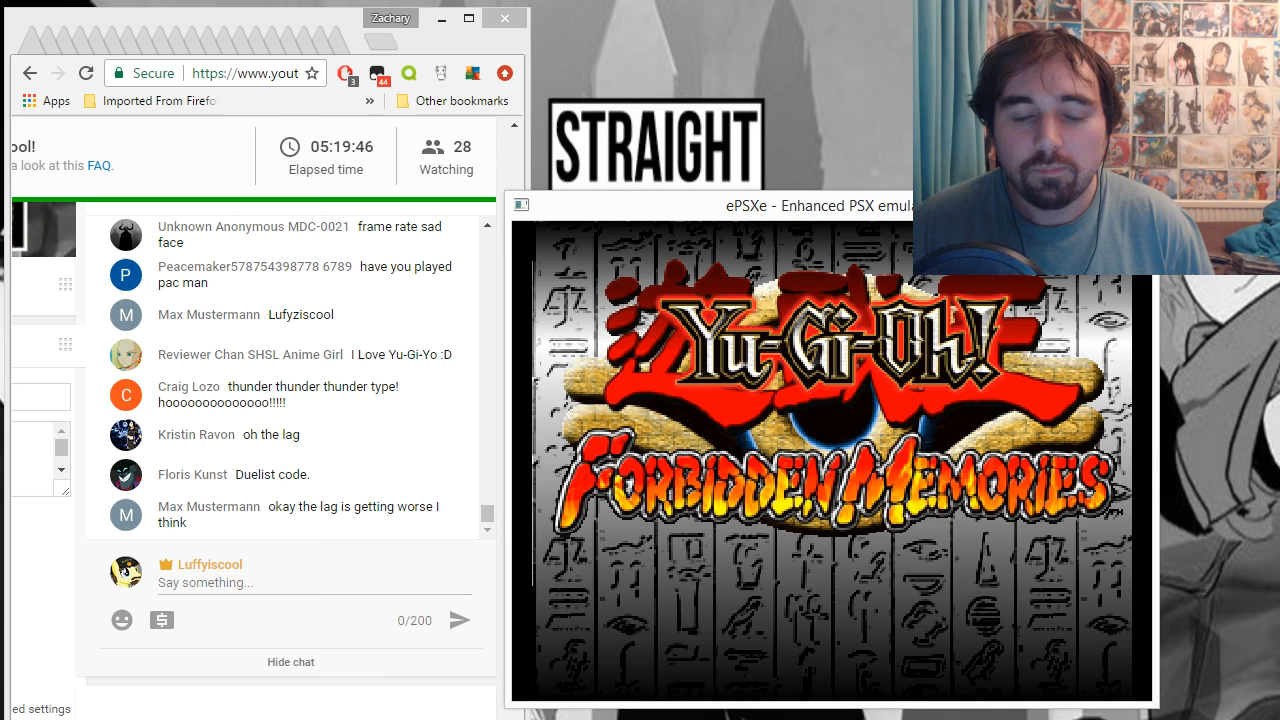 Zachary
Secure
https://www.yout
3
44
Apps
Imported From Firefo
»
Other bookmarks
ool!
a look at this FAQ.
05:19:46
Elapsed time
28
Watching
Unknown Anonymous MDC-0021 frame rate sad
face
P
Peacemaker578754398778 6789 have you played
pac man
M
Max Mustermann Lufyziscool
Reviewer Chan SHSL Anime Girl I Love Yu-Gi-Yo :D
C
Craig Lozo thunder thunder thunder type!
hoooooooooooooo!!!!!
Kristin Ravon oh the lag
Floris Kunst Duelist code.
M
Max Mustermann okay the lag is getting worse I
think
Luffyiscool
Say something...
0/200
Hide chat
ed settings
STRAIGHT
ePSXe - Enhanced PSX emula
Yu-Gi-Oh!
FORBIDDEN MEMORIES
TM